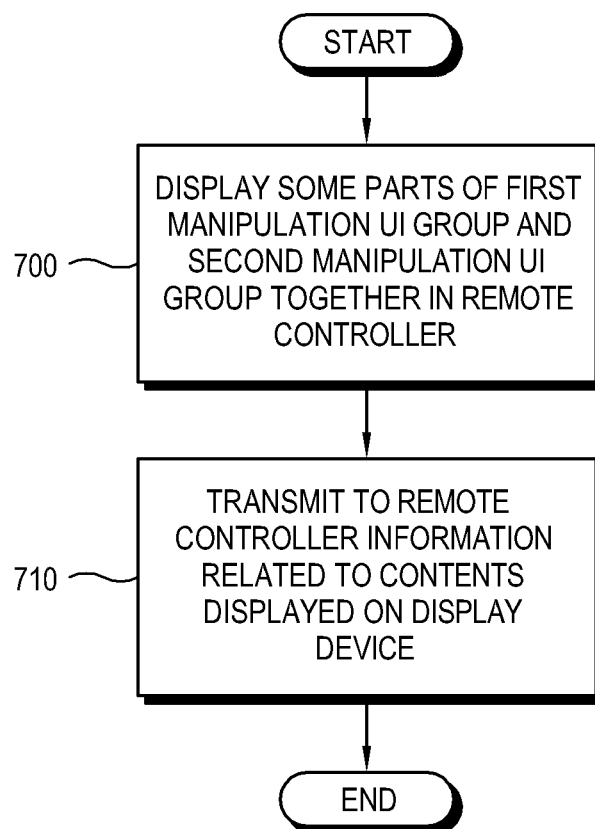 START
DISPLAY SOME PARTS OF FIRST
MANIPULATION UI GROUP AND
SECOND MANIPULATION UI
GROUP TOGETHER IN REMOTE
CONTROLLER
700
TRANSMIT TO REMOTE
CONTROLLER INFORMATION
RELATED TO CONTENTS
DISPLAYED ON DISPLAY
DEVICE
710
END